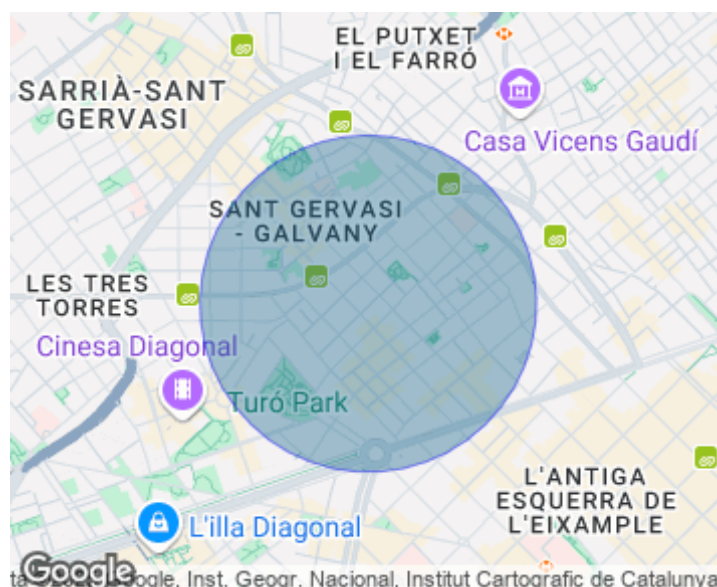 EL PUTXET
I EL FARRÓ
SARRIÀ-SANT
GERVASI
Casa Vicens Gaudí
SANT GERVASI
- GALVANY
LES TRES
TORRES
Cinesa Diagonal
Turó Park
L'ANTIGA
ESQUERRA DE
L'EIXAMPLE
L'illa Diagonal
Google
Google, Inst. Geogr. Nacional, Institut Cartogràfic de Catalunya